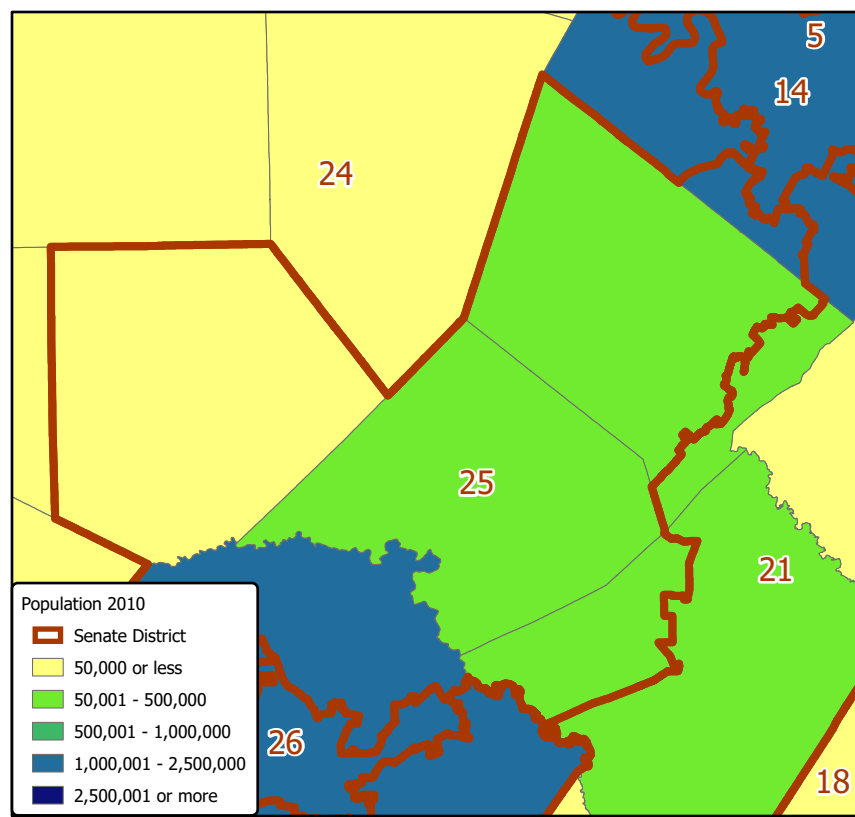 5
14
24
25
21
26
18
Population 2010
Senate District
50,000 or less
50,001 - 500,000
500,001 - 1,000,000
1,000,001 - 2,500,000
2,500,001 or more